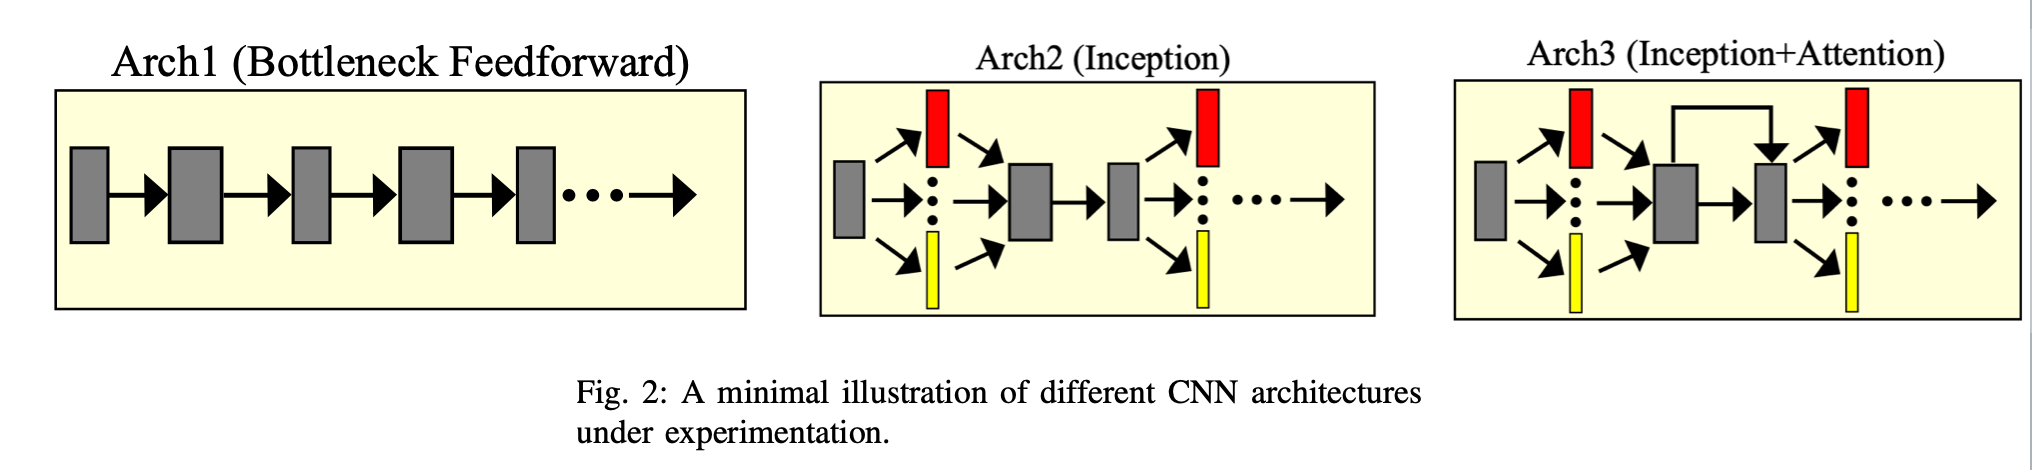 Arch1 (Bottleneck Feedforward)
Arch2 (Inception)
Arch3 (Inception+Attention)
Fig. 2: A minimal illustration of different CNN architectures
under experimentation.